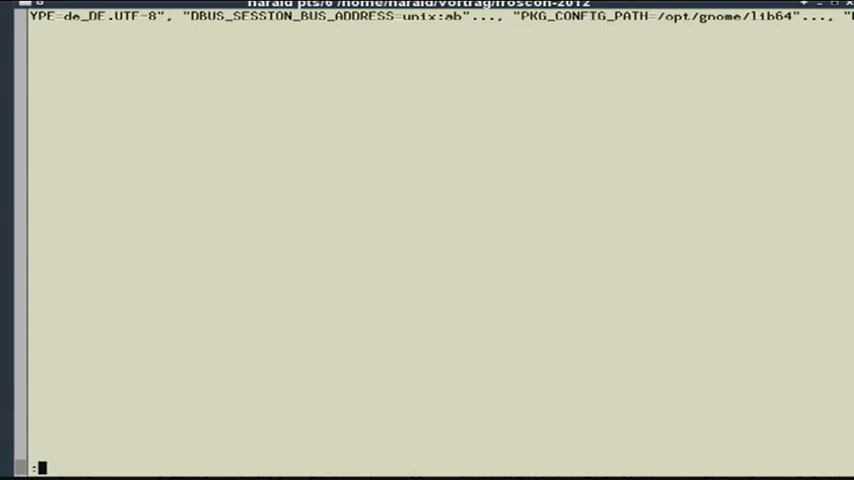 harald pts/6 /home/harald/vortrag/froscon-2012
YPE=de_DE.UTF-8", "DBUS_SESSION_BUS_ADDRESS=unix:ab"..., "PKG_CONFIG_PATH=/opt/gnome/lib64"..., "
: